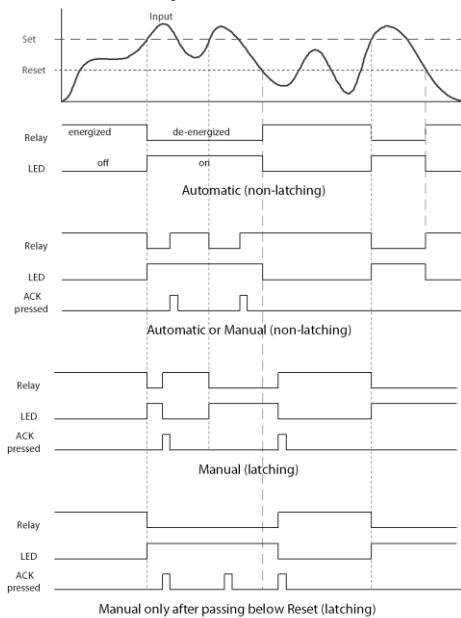 Input
Set
Reset
energized de-energized
Relay
off on
LED
Automatic (non-latching)
Relay
LED
ACK
pressed
Automatic or Manual (non-latching)
Relay
LED
ACK
pressed
Manual (latching)
Relay
LED
ACK
pressed
Manual only after passing below Reset (latching)